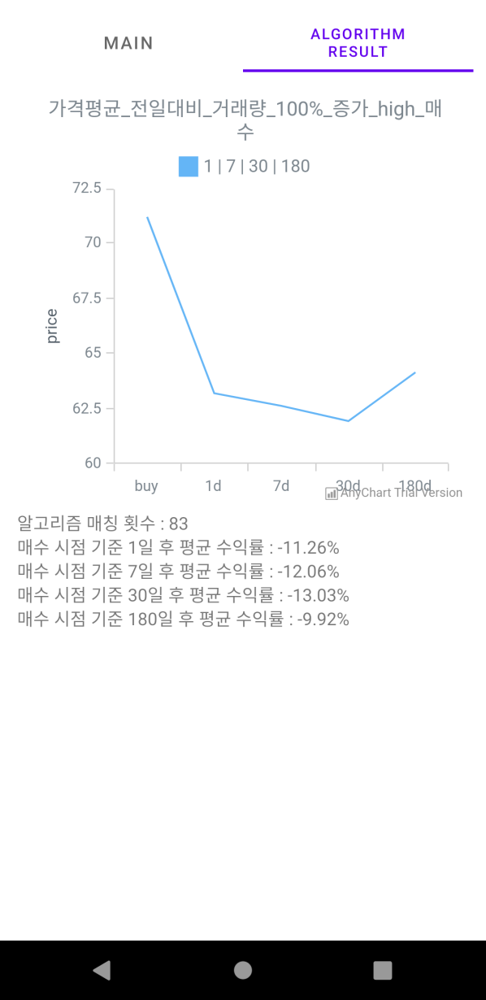 MAIN
ALGORITHM
RESULT
가격평균_전일대비_거래량_100%_증가_high_매
수
1 | 7 | 30 | 180
72.5
70
67.5
65
62.5
60
price
buy
1d
7d
30d
180d
AnyChart Trial Version
알고리즘 매칭 횟수 : 83
매수 시점 기준 1일 후 평균 수익률 : -11.26%
매수 시점 기준 7일 후 평균 수익률 : -12.06%
매수 시점 기준 30일 후 평균 수익률 : -13.03%
매수 시점 기준 180일 후 평균 수익률 : -9.92%